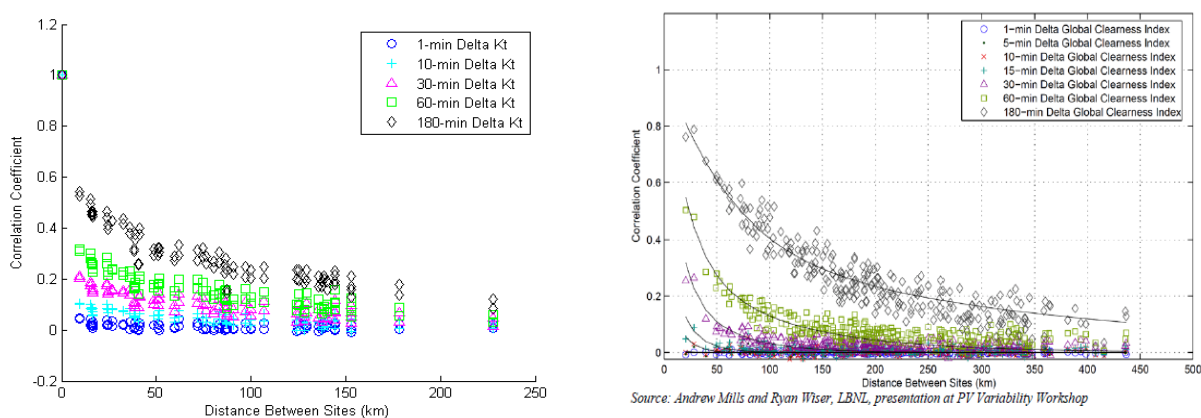 1.2
1
0.8
0.6
0.4
0.2
0
-0.2
Correlation Coefficient
0
50
100
150
200
250
Distance Between Sites (km)
1-min Delta Kt
10-min Delta Kt
30-min Delta Kt
60-min Delta Kt
180-min Delta Kt
1
0.8
0.6
0.4
0.2
0
Correlation Coefficient
0
50
100
150
200
250
300
350
400
450
500
Distance Between Sites (km)
1−min Delta Global Clearness Index
5−min Delta Global Clearness Index
10−min Delta Global Clearness Index
15−min Delta Global Clearness Index
30−min Delta Global Clearness Index
60−min Delta Global Clearness Index
180−min Delta Global Clearness Index
Source: Andrew Mills and Ryan Wiser, LBNL, presentation at PV Variability Workshop